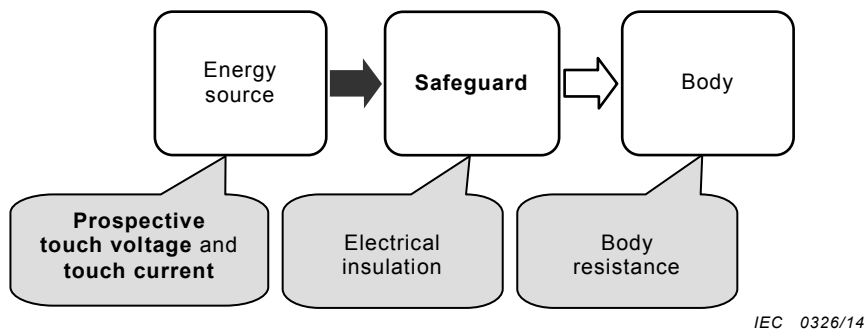 Energy
source
Safeguard
Body
Prospective
touch voltage and
touch current
Electrical
insulation
Body
resistance
IEC 0326/14